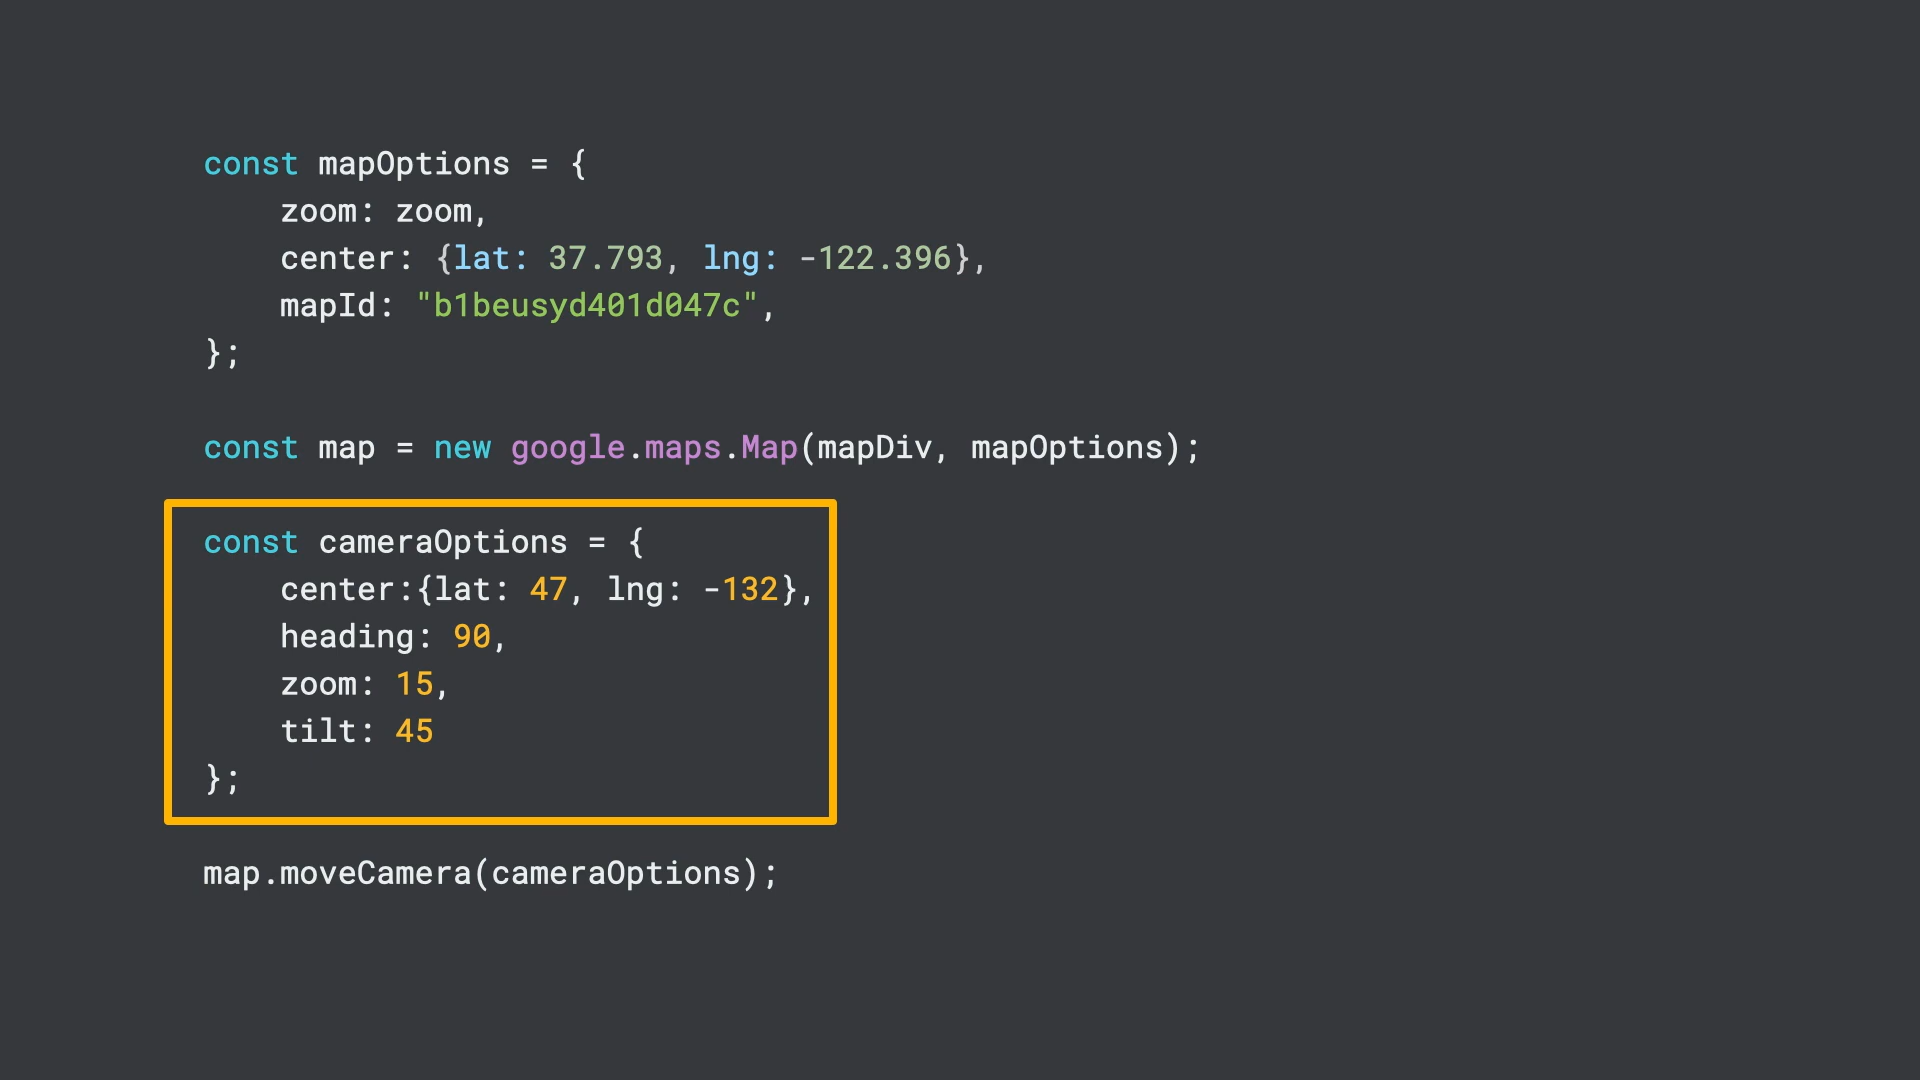 const mapOptions = {
    zoom: zoom,
    center: {lat: 37.793, lng: -122.396},
    mapId: "b1beusyd401d047c",
};
const map = new google.maps.Map(mapDiv, mapOptions);
const cameraOptions = {
    center:{lat: 47, lng: -132},
    heading: 90,
    zoom: 15,
    tilt: 45
};
map.moveCamera(cameraOptions);